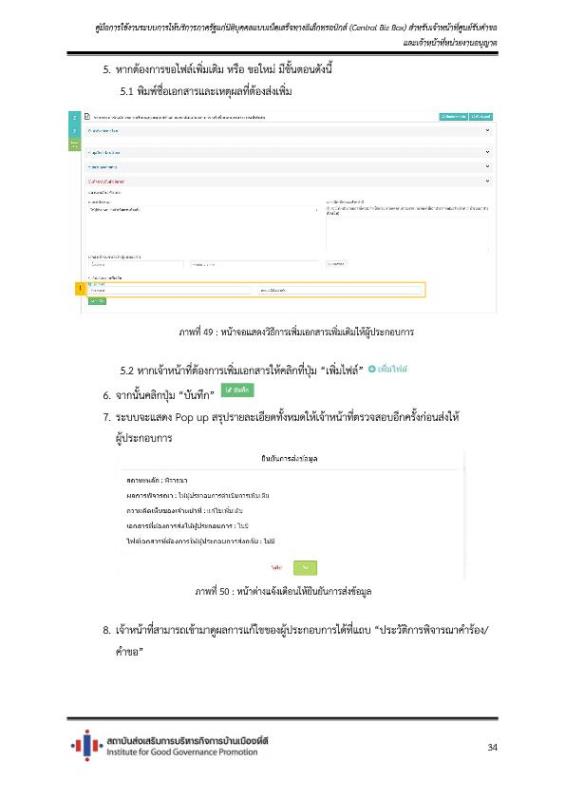 คู่มือการใช้งานระบบการให้บริการภาครัฐแก่นิติบุคคลแบบเบ็ดเสร็จทางอิเล็กทรอนิกส์ (Central Biz Box) สำหรับเจ้าหน้าที่ศูนย์รับคำขอ
และเจ้าหน้าที่หน่วยงานอนุญาต
5. หากต้องการขอไฟล์เพิ่มเติม หรือ ขอใหม่ มีขั้นตอนดังนี้
5.1 พิมพ์ชื่อเอกสารและเหตุผลที่ต้องส่งเพิ่ม
1
ภาพที่ 49 : หน้าจอแสดงวิธีการเพิ่มเอกสารเพิ่มเติมให้ผู้ประกอบการ
5.2 หากเจ้าหน้าที่ต้องการเพิ่มเอกสารให้คลิกที่ปุ่ม “เพิ่มไฟล์” เพิ่มไฟล์
6. จากนั้นคลิกปุ่ม “บันทึก” บันทึก
7. ระบบจะแสดง Pop up สรุปรายละเอียดทั้งหมดให้เจ้าหน้าที่ตรวจสอบอีกครั้งก่อนส่งให้
ผู้ประกอบการ
ยืนยันการส่งข้อมูล
สถานะหลัก : พิจารณา
ผลการพิจารณา : ให้ผู้ประกอบการดำเนินการเพิ่มเติม
ความคิดเห็นของเจ้าหน้าที่ : แก้ไขเพิ่มเติม
เอกสารที่ต้องการส่งให้ผู้ประกอบการ : ไม่มี
ไฟล์เอกสารที่ต้องการให้ผู้ประกอบการส่งกลับ : ไม่มี
ไม่ใช่ ใช่
ภาพที่ 50 : หน้าต่างแจ้งเตือนให้ยืนยันการส่งข้อมูล
8. เจ้าหน้าที่สามารถเข้ามาดูผลการแก้ไขของผู้ประกอบการได้ที่แถบ “ประวัติการพิจารณาคำร้อง/
คำขอ”
สถาบันส่งเสริมการบริหารกิจการบ้านเมืองที่ดี
Institute for Good Governance Promotion
34